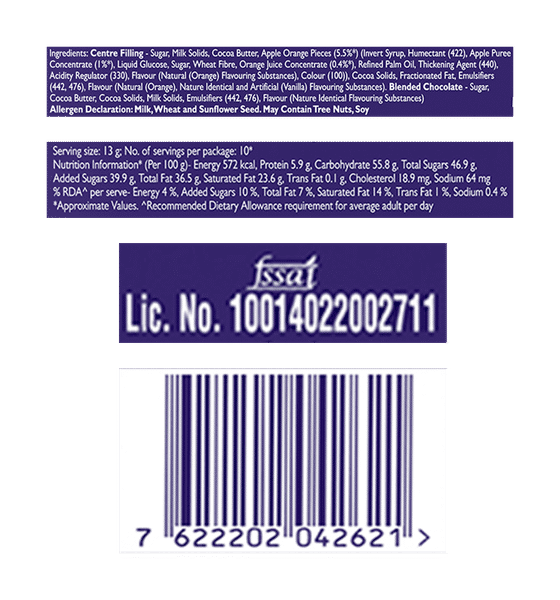 Ingredients: Centre Filling - Sugar, Milk Solids, Cocoa Butter, Apple Orange Pieces (5.5%*) (Invert Syrup, Humectant (422), Apple Puree
Concentrate (1%*), Liquid Glucose, Sugar, Wheat Fibre, Orange Juice Concentrate (0.4%*), Refined Palm Oil, Thickening Agent (440),
Acidity Regulator (330), Flavour (Natural (Orange) Flavouring Substances), Colour (100)), Cocoa Solids, Fractionated Fat, Emulsifiers
(442, 476), Flavour (Natural (Orange), Nature Identical and Artificial (Vanilla) Flavouring Substances). Blended Chocolate - Sugar,
Cocoa Butter, Cocoa Solids, Milk Solids, Emulsifiers (442, 476), Flavour (Nature Identical Flavouring Substances)
Allergen Declaration: Milk, Wheat and Sunflower Seed. May Contain Tree Nuts, Soy
Serving size: 13 g; No. of servings per package: 10*
Nutrition Information* (Per 100 g)- Energy 572 kcal, Protein 5.9 g, Carbohydrate 55.8 g, Total Sugars 46.9 g,
Added Sugars 39.9 g, Total Fat 36.5 g, Saturated Fat 23.6 g, Trans Fat 0.1 g, Cholesterol 18.9 mg, Sodium 64 mg
% RDA^ per serve- Energy 4 %, Added Sugars 10 %, Total Fat 7 %, Saturated Fat 14 %, Trans Fat 1 %, Sodium 0.4 %
*Approximate Values. ^Recommended Dietary Allowance requirement for average adult per day
fssai
Lic. No. 10014022002711
7 622202 042621 >